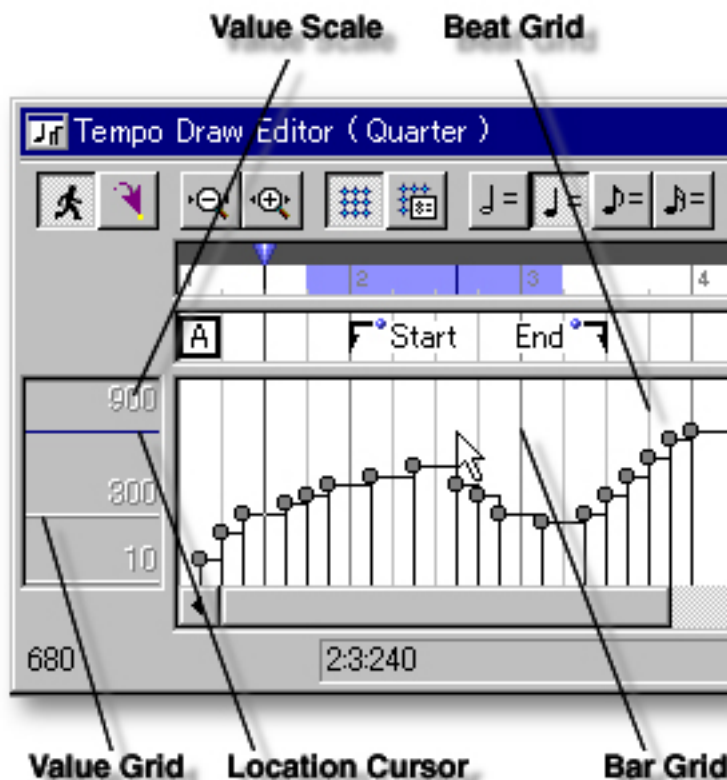 Value Scale Beat Grid
Tempo Draw Editor ( Quarter )
= = = =
1 2 3 4
A Start End
900
300
10
680 2:3:240
Value Grid Location Cursor Bar Grid